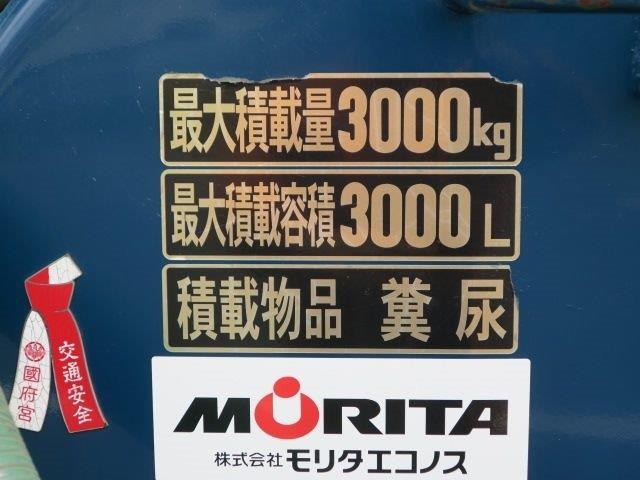 最大積載量3000kg
最大積載容積3000L
積載物品 糞尿
交通安全
國府宮
MORITA
株式会社モリタエコノス